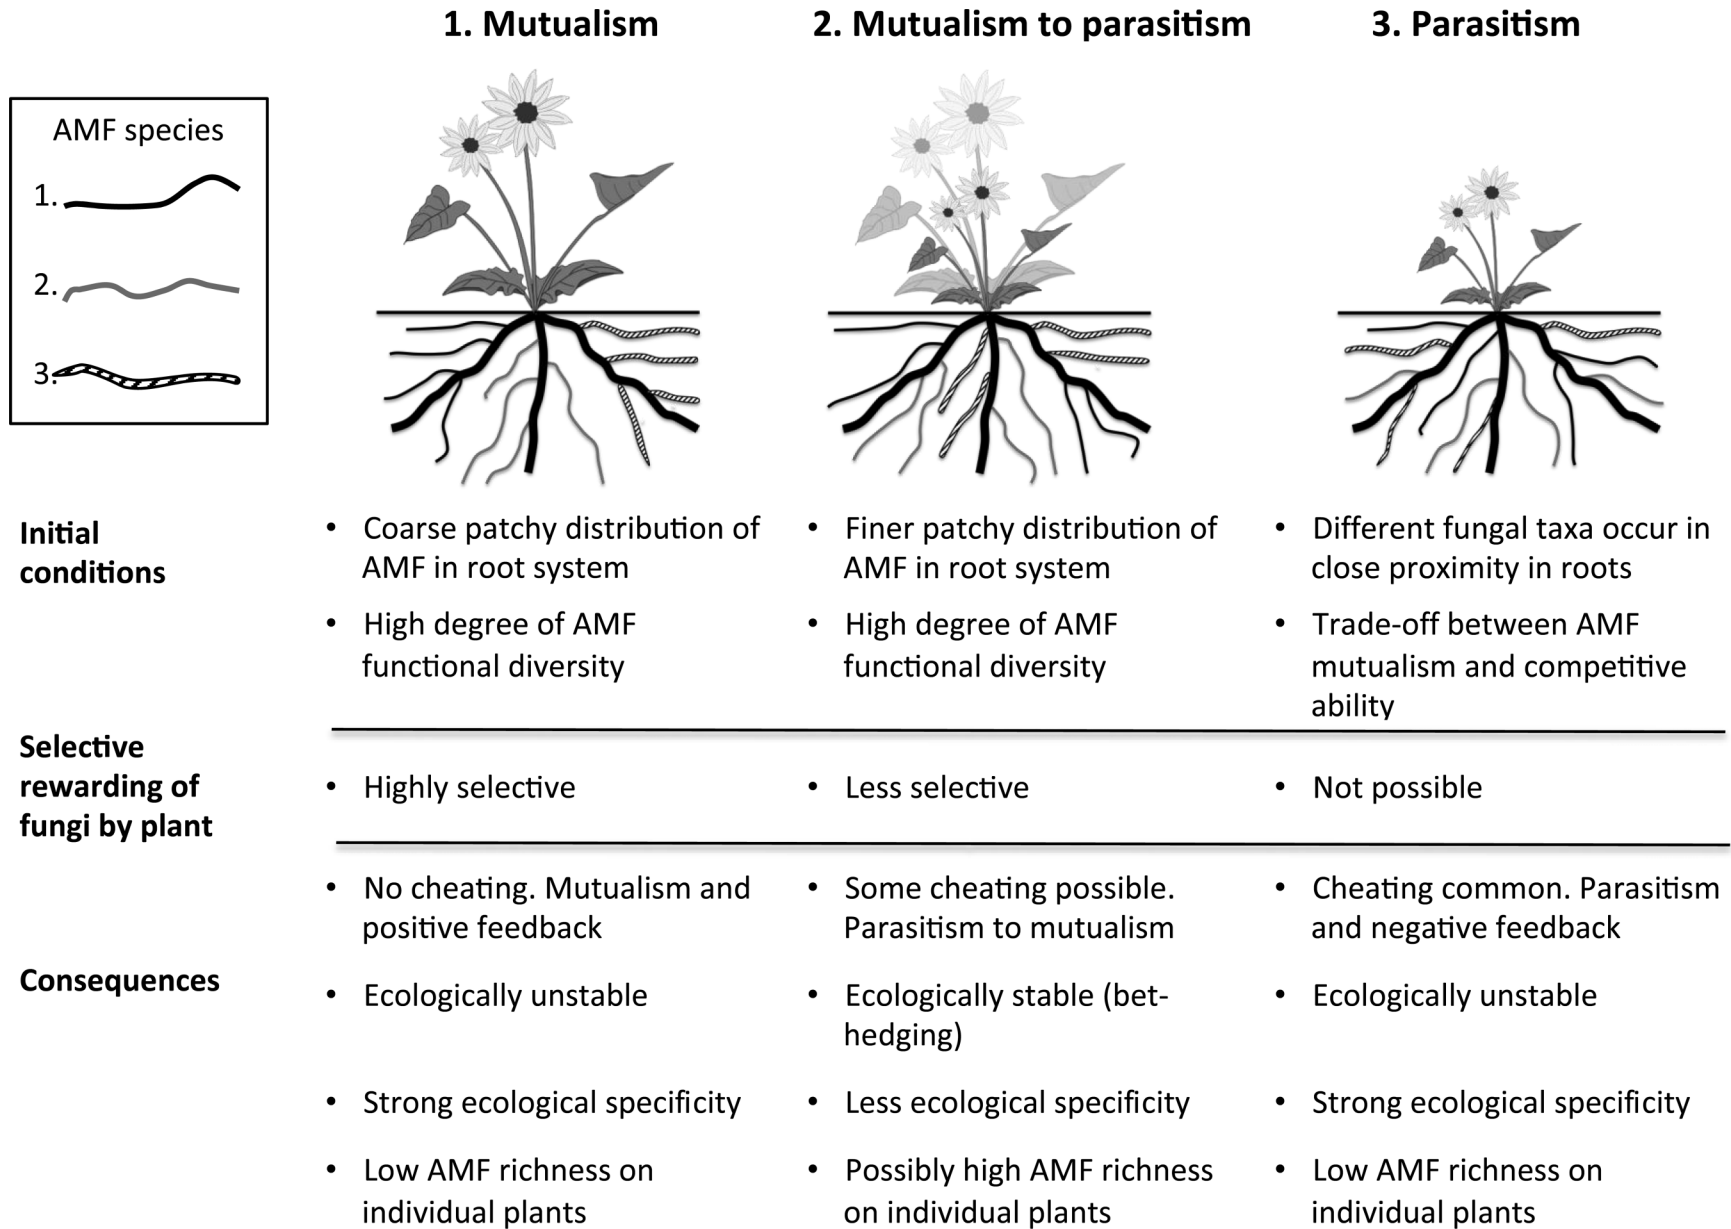 1. Mutualism
2. Mutualism to parasitism
3. Parasitism
AMF species
1.
2.
3.
Initial
conditions
• Coarse patchy distribution of
AMF in root system
• High degree of AMF
functional diversity
• Finer patchy distribution of
AMF in root system
• High degree of AMF
functional diversity
• Different fungal taxa occur in
close proximity in roots
• Trade-off between AMF
mutualism and competitive
ability
Selective
rewarding of
fungi by plant
• Highly selective
• Less selective
• Not possible
Consequences
• No cheating. Mutualism and
positive feedback
• Ecologically unstable
• Strong ecological specificity
• Low AMF richness on
individual plants
• Some cheating possible.
Parasitism to mutualism
• Ecologically stable (bet-
hedging)
• Less ecological specificity
• Possibly high AMF richness
on individual plants
• Cheating common. Parasitism
and negative feedback
• Ecologically unstable
• Strong ecological specificity
• Low AMF richness on
individual plants